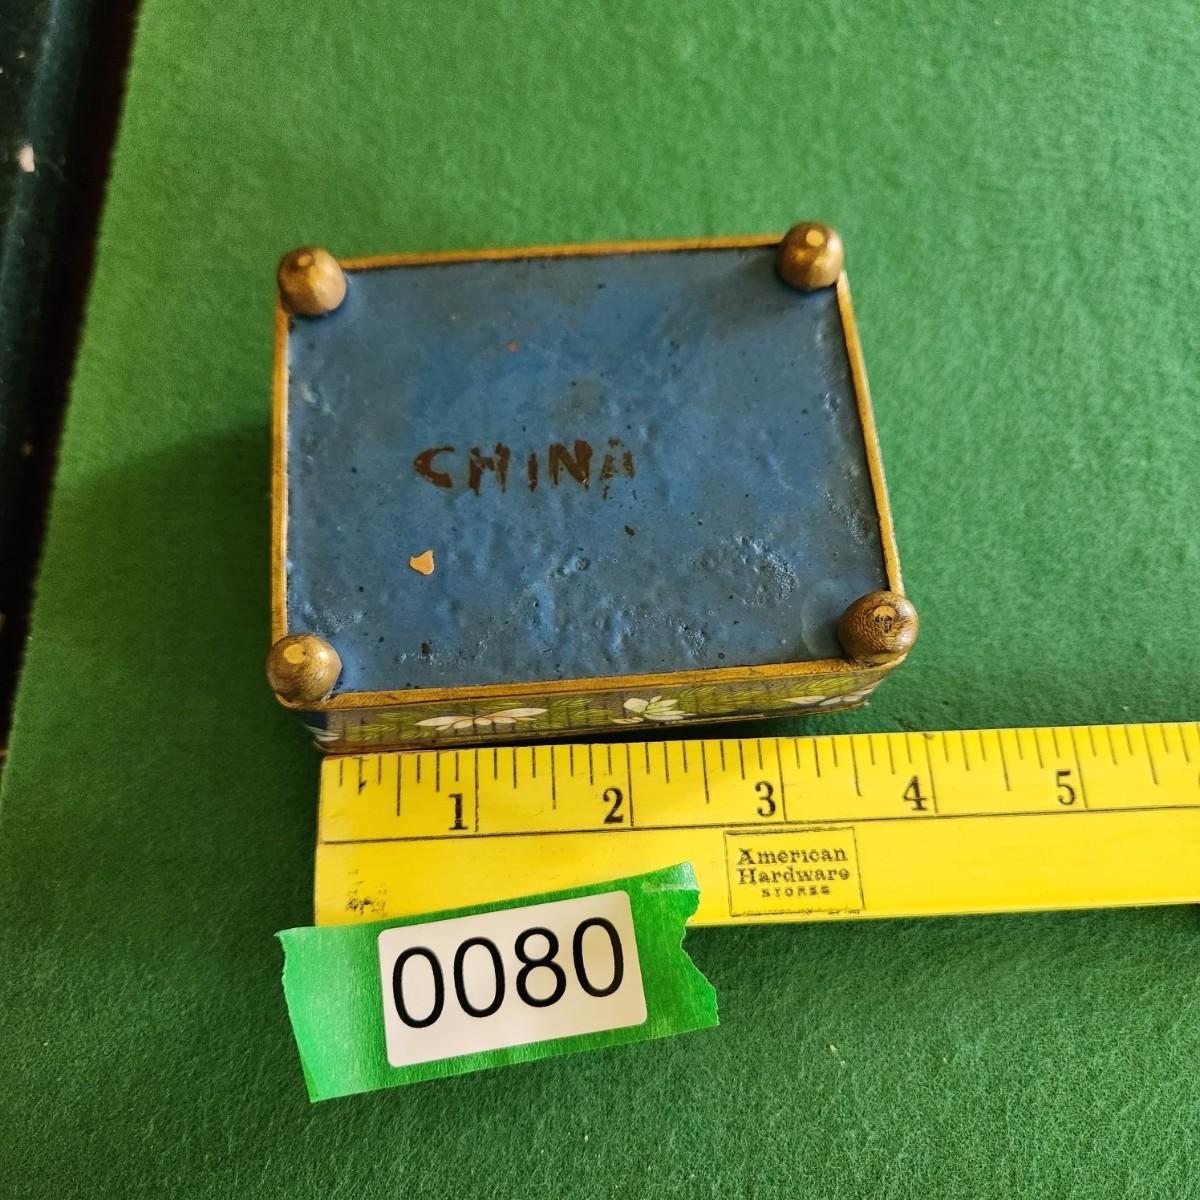 CHINA
1 2 3 4 5
American
Hardware
STORES
0080